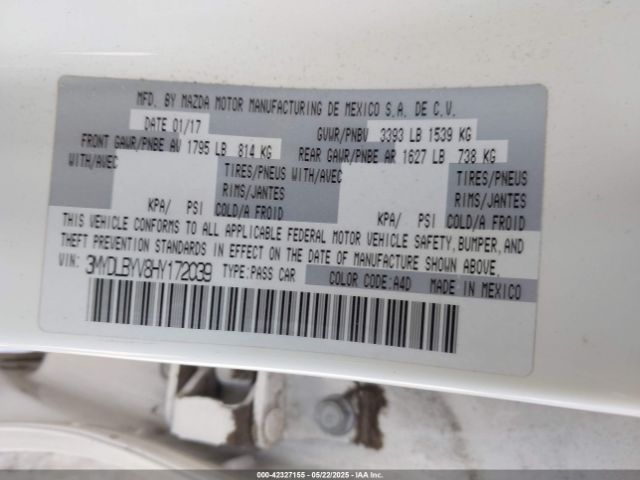 MFD. BY MAZDA MOTOR MANUFACTURING DE MEXICO S.A. DE C.V.
DATE 01/17 GVWR/PNBV 3393 LB 1539 KG
FRONT GAWR/PNBE AV 1795 LB 814 KG REAR GAWR/PNBE AR 1627 LB 738 KG
WITH/AVEC TIRES/PNEUS WITH/AVEC TIRES/PNEUS
RIMS/JANTES RIMS/JANTES
KPA/ PSI COLD/A FROID KPA/ PSI COLD/A FROID
THIS VEHICLE CONFORMS TO ALL APPLICABLE FEDERAL MOTOR VEHICLE SAFETY, BUMPER, AND
THEFT PREVENTION STANDARDS IN EFFECT ON THE DATE OF MANUFACTURE SHOWN ABOVE.
VIN: 3MYDLBYV8HY172039 TYPE:PASS CAR COLOR CODE:A4D MADE IN MEXICO
000-42327155 - 05/22/2025 - IAA Inc.